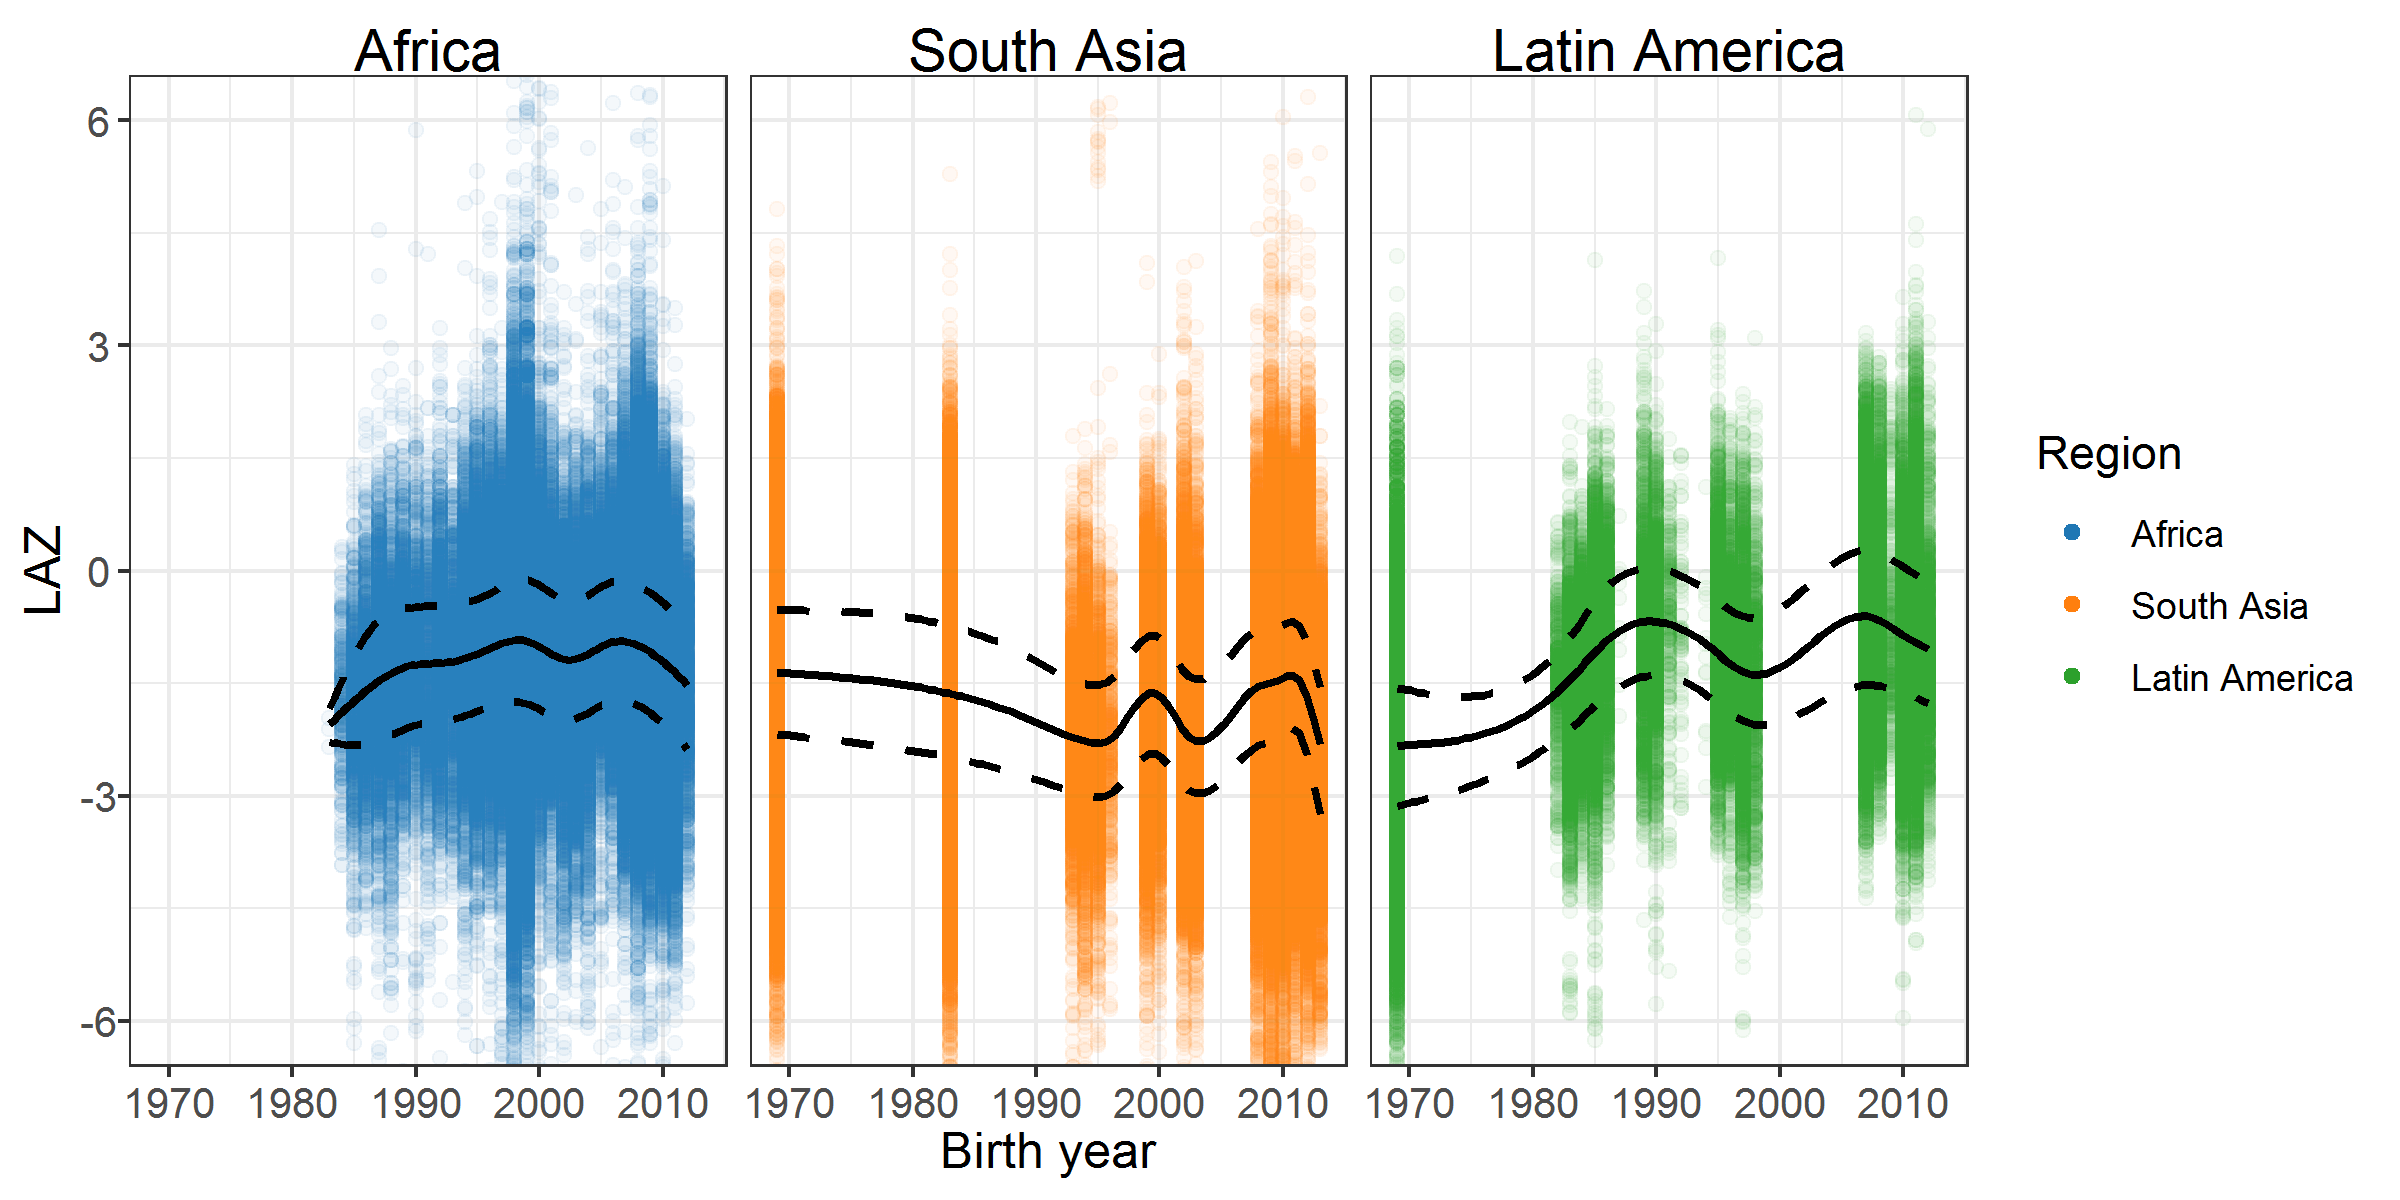 Africa
South Asia
Latin America
LAZ
6
3
0
-3
-6
1970 1980 1990 2000 2010
1970 1980 1990 2000 2010
1970 1980 1990 2000 2010
Birth year
Region
Africa
South Asia
Latin America